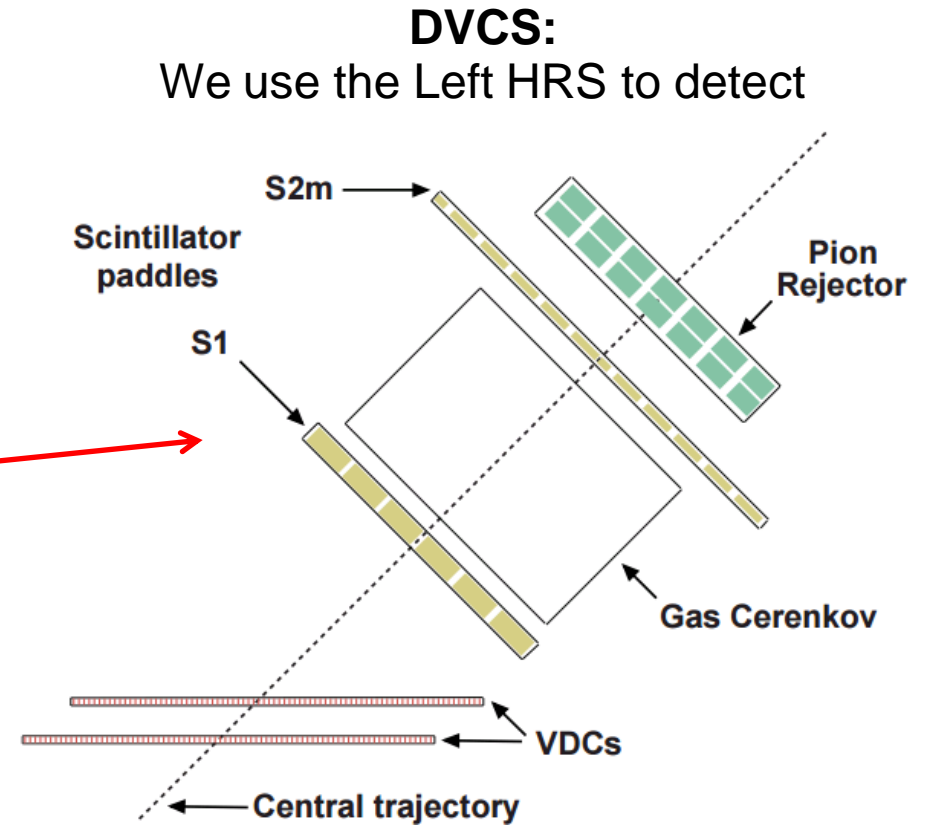 DVCS:
We use the Left HRS to detect
S2m
Scintillator
paddles
Pion
Rejector
S1
Gas Cerenkov
VDCs
Central trajectory